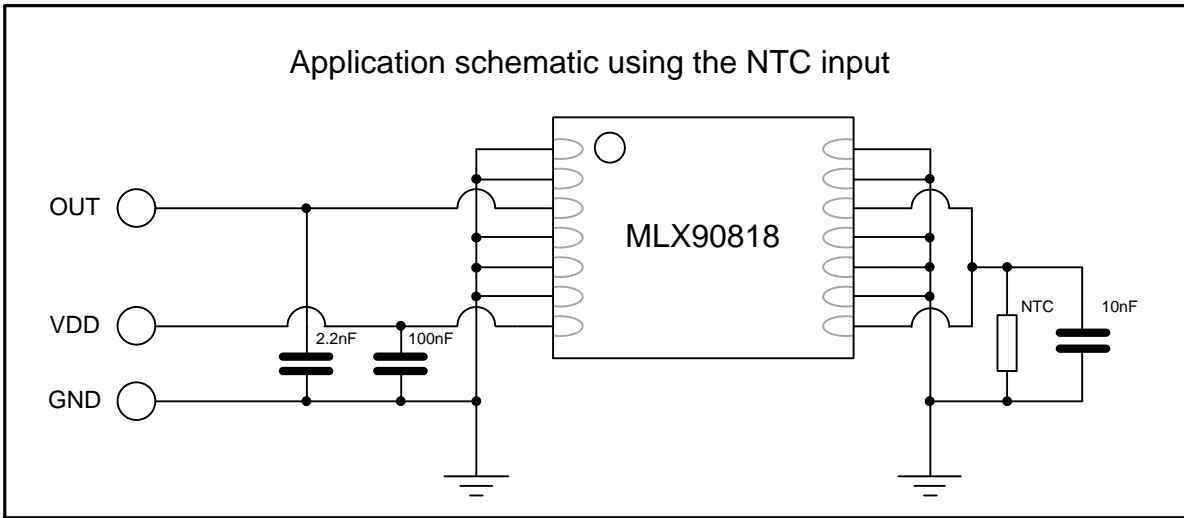 Application schematic using the NTC input
OUT
MLX90818
VDD
2.2nF
100nF
NTC
10nF
GND